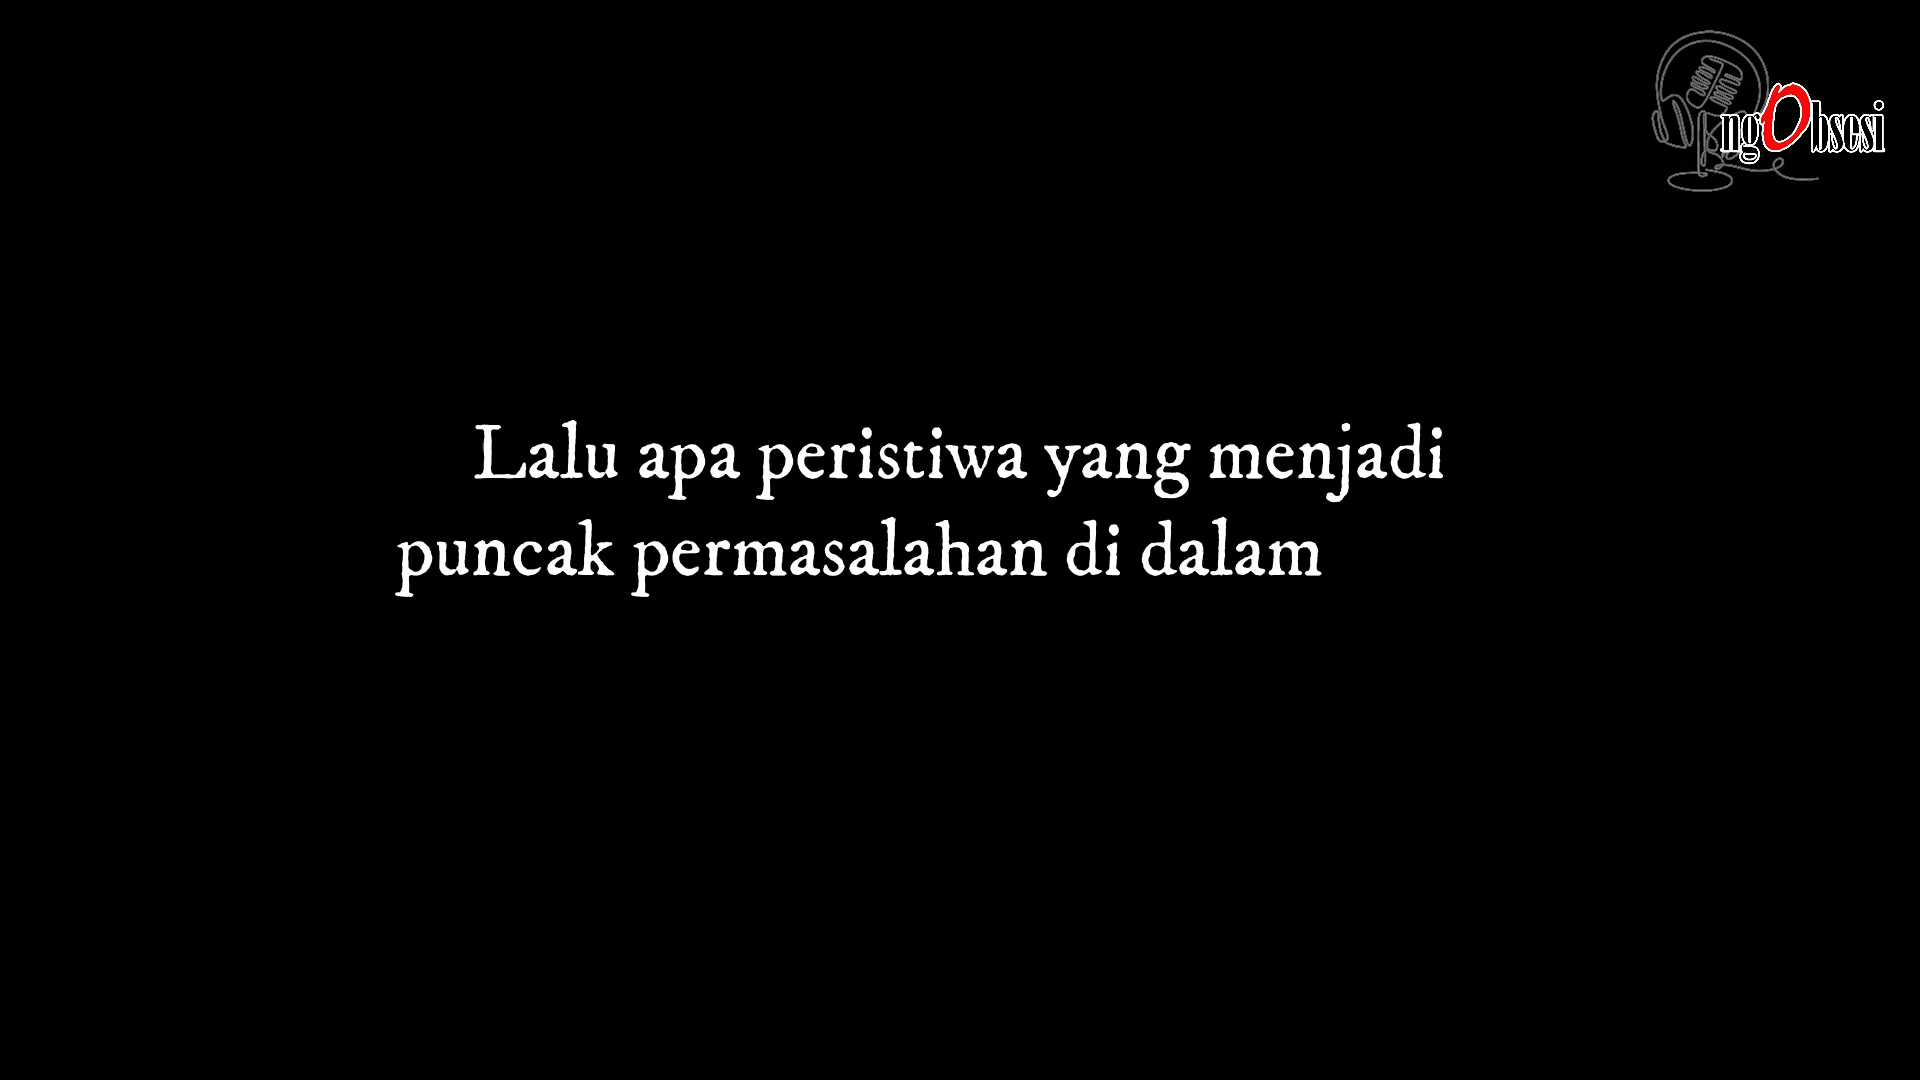 ngObsesi
Lalu apa peristiwa yang menjadi
puncak permasalahan di dalam